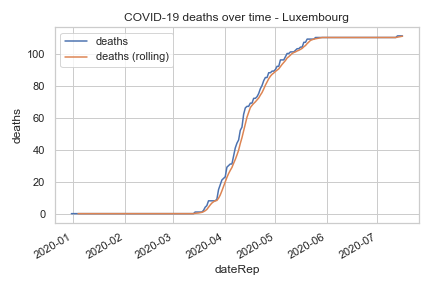 COVID-19 deaths over time - Luxembourg
deaths
deaths (rolling)
deaths
100
80
60
40
20
0
2020-01
2020-02
2020-03
2020-04
2020-05
2020-06
2020-07
dateRep